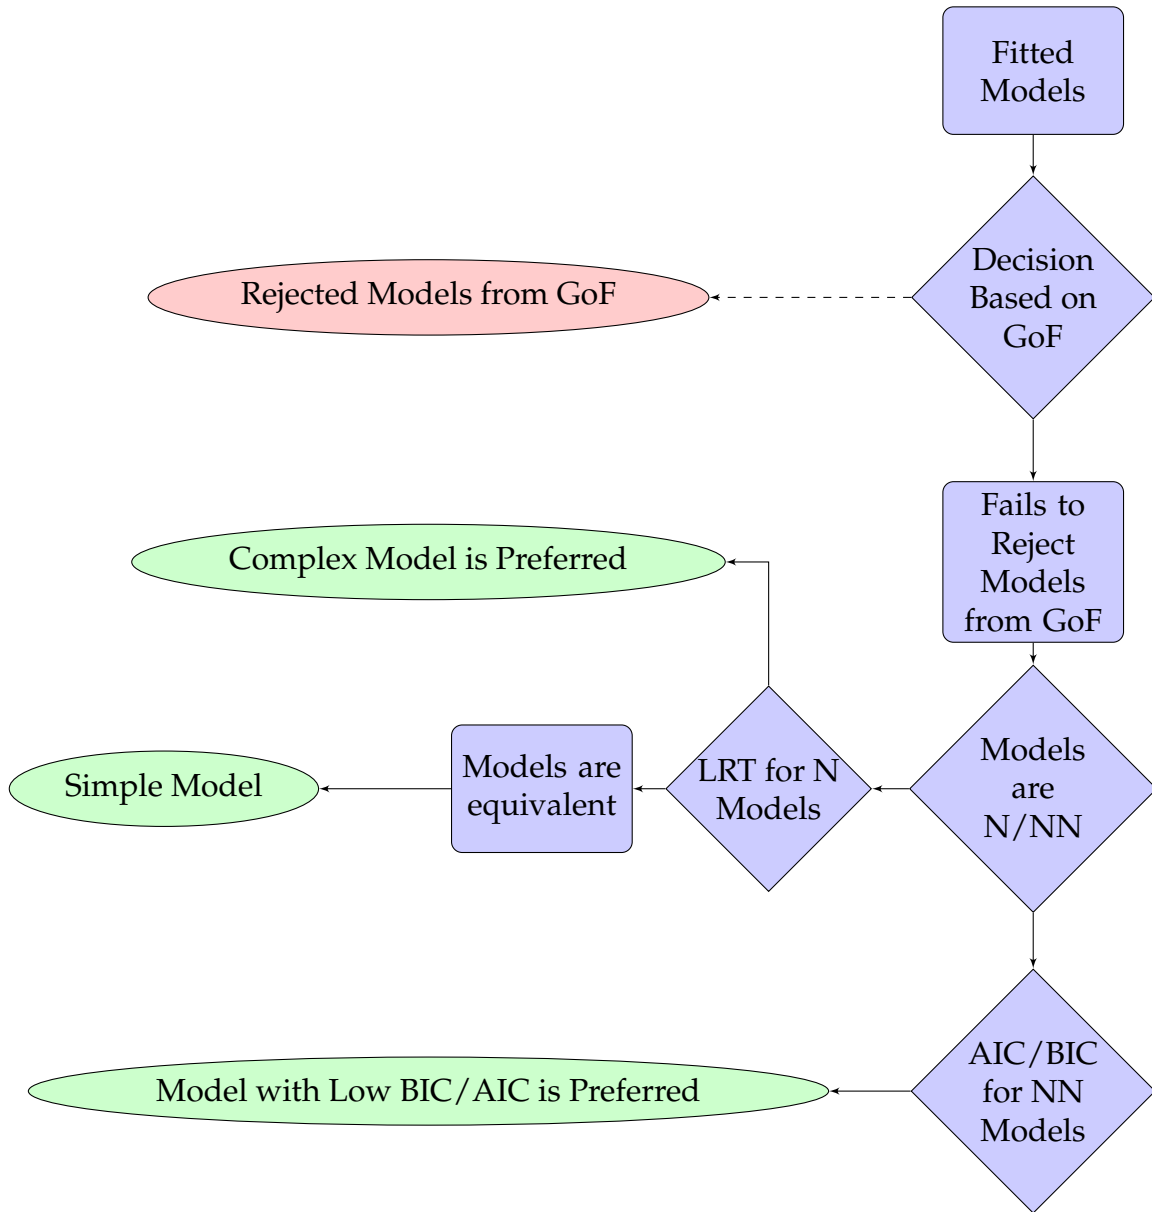 Fitted
Models
Decision
Based on
GoF
Rejected Models from GoF
Fails to
Reject
Models
from GoF
Complex Model is Preferred
Models
are
N/NN
LRT for N
Models
Models are
equivalent
Simple Model
AIC/BIC
for NN
Models
Model with Low BIC/AIC is Preferred